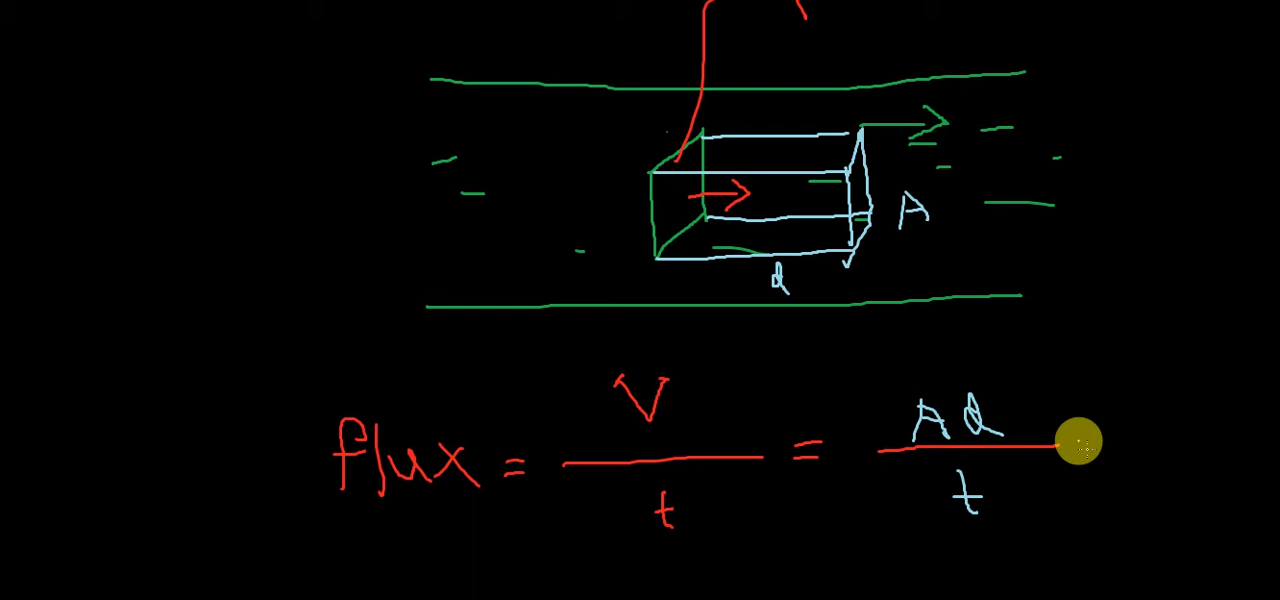 A
d
flux = V / t = Ad / t